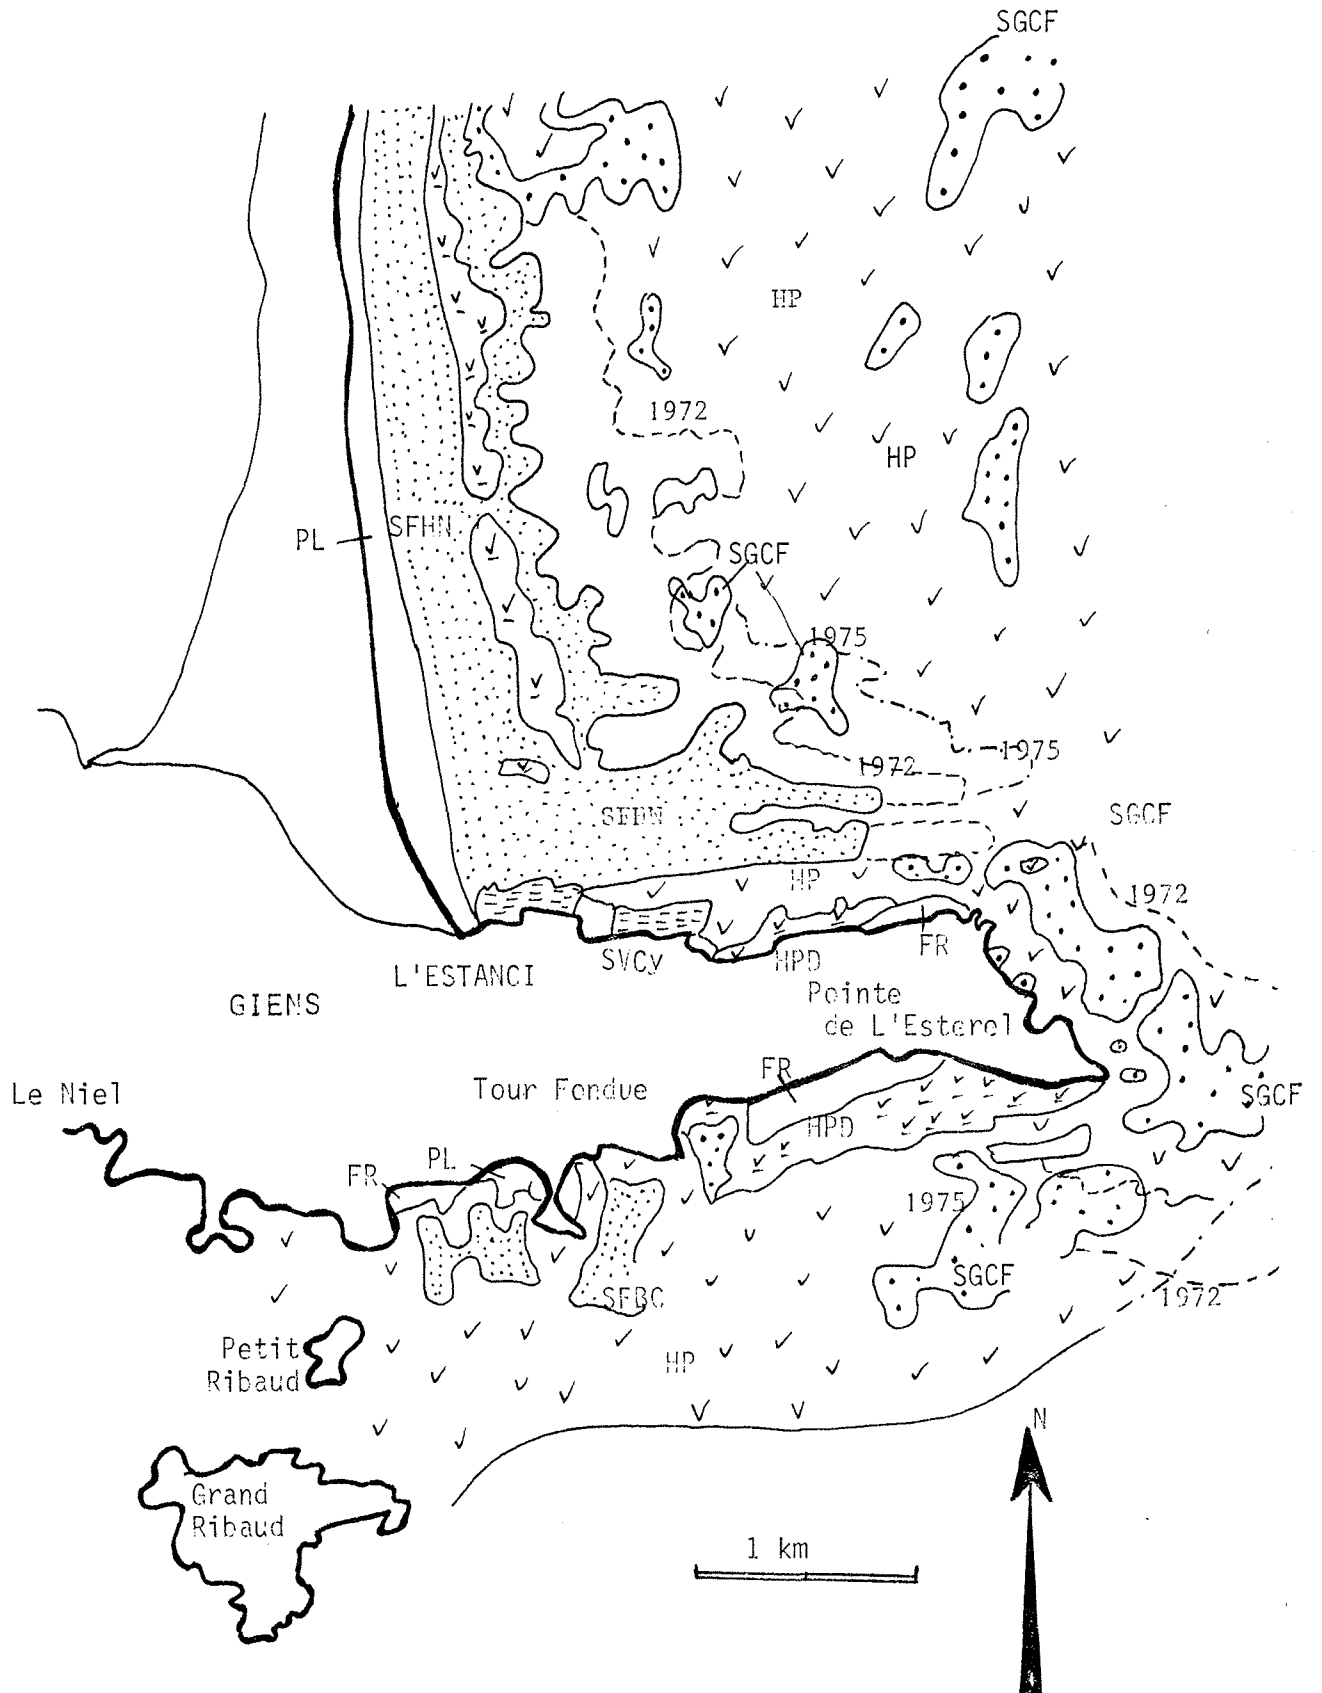 SGCF
HP
1972
HP
PL
SFHN
SGCF
1975
1975
1972
SGCF
HP
1972
FR
SVCy
HPD
L'ESTANCI
GIENS
Pointe
de L'Esterel
FR
Le Niel
Tour Fondue
SGCF
HPD
PL
FR
1975
SGCF
SFBC
1972
Petit
Ribaud
HP
N
Grand
Ribaud
1 km